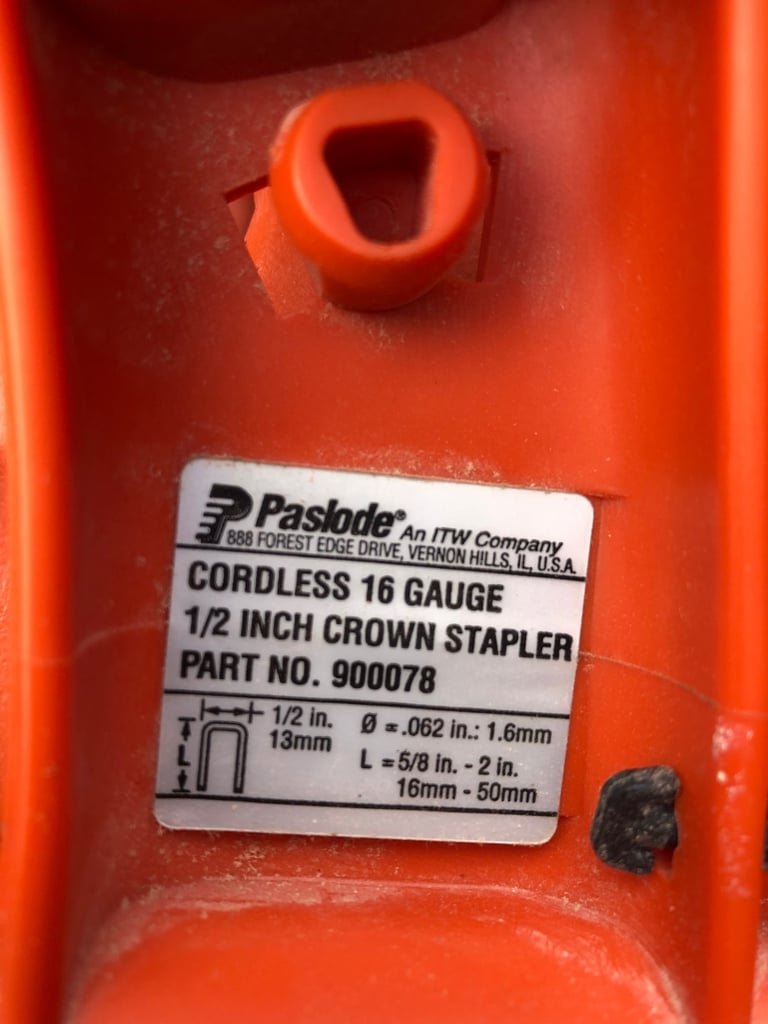 Paslode® An ITW Company
888 FOREST EDGE DRIVE, VERNON HILLS, IL, U.S.A.
CORDLESS 16 GAUGE
1/2 INCH CROWN STAPLER
PART NO. 900078
1/2 in.
13mm
L
Ø = .062 in.: 1.6mm
L = 5/8 in. - 2 in.
16mm - 50mm